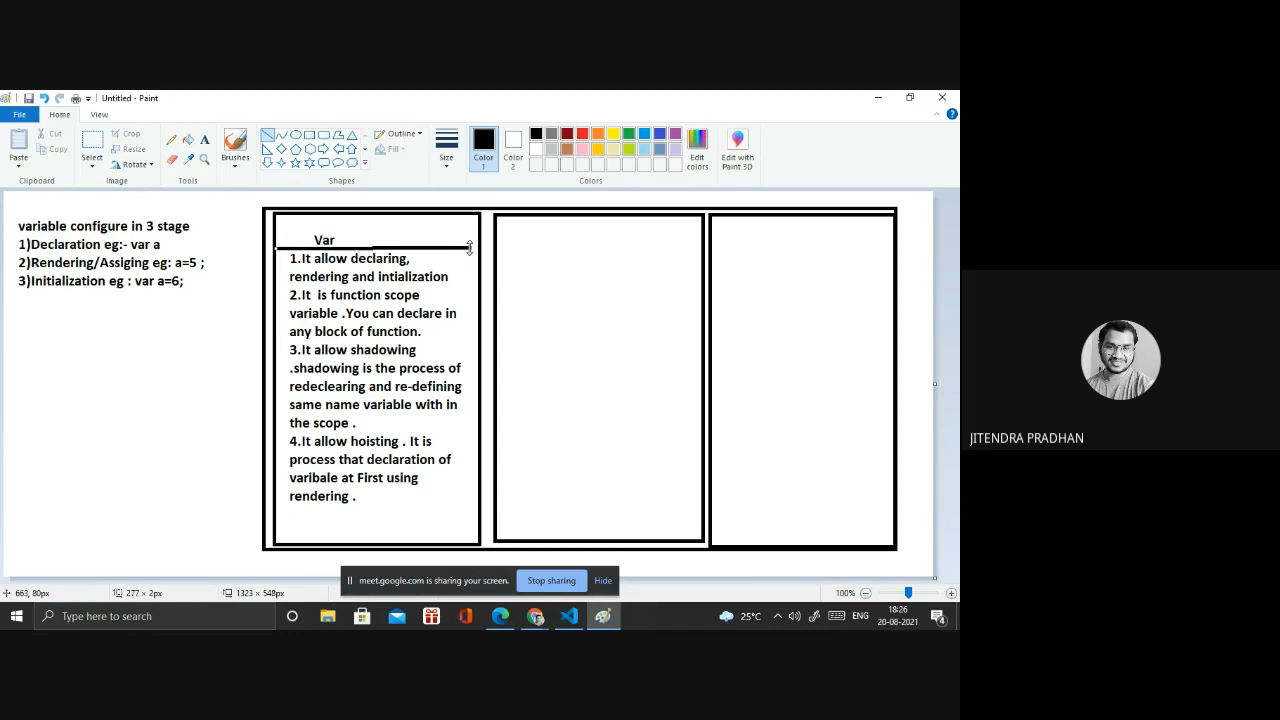 Untitled - Paint
File
Home
View
Paste
Cut
Copy
Clipboard
Select
Crop
Resize
Rotate
Image
Tools
Brushes
Outline
Fill
Shapes
Size
Color 1
Color 2
Edit colors
Colors
Edit with Paint 3D
variable configure in 3 stage
1)Declaration eg:- var a
2)Rendering/Assiging eg: a=5 ;
3)Initialization eg : var a=6;
Var
1.It allow declaring,
rendering and intialization
2.It  is function scope
variable .You can declare in
any block of function.
3.It allow shadowing
.shadowing is the process of
redeclearing and re-defining
same name variable with in
the scope .
4.It allow hoisting . It is
process that declaration of
varibale at First using
rendering .
JITENDRA PRADHAN
meet.google.com is sharing your screen.
Stop sharing
Hide
663, 80px
277 × 2px
1323 × 548px
100%
Type here to search
25°C
ENG
18:26
20-08-2021
4